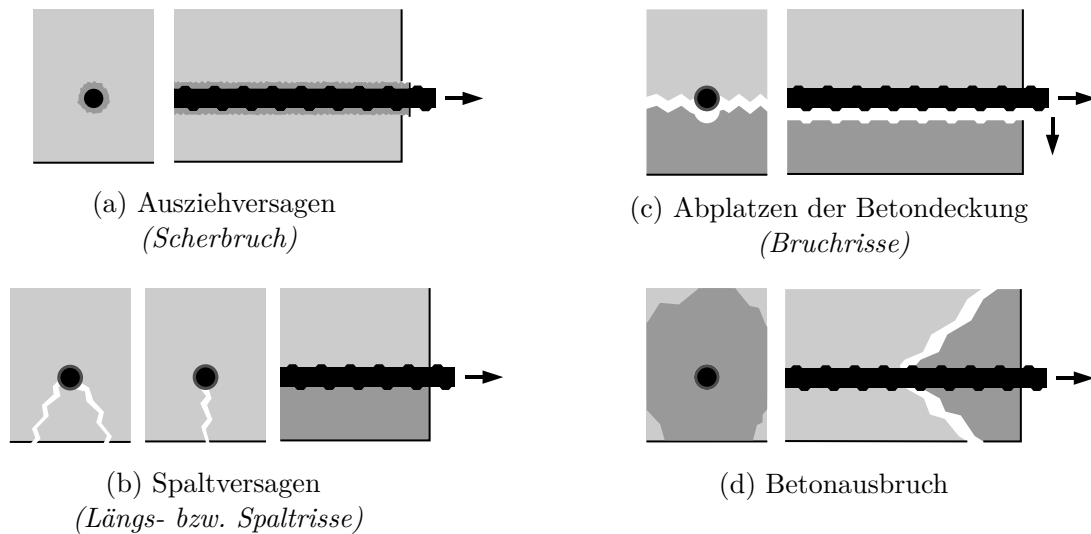 (a) Ausziehversagen
(Scherbruch)
(b) Spaltversagen
(Längs- bzw. Spaltrisse)
(c) Abplatzen der Betondeckung
(Bruchrisse)
(d) Betonausbruch